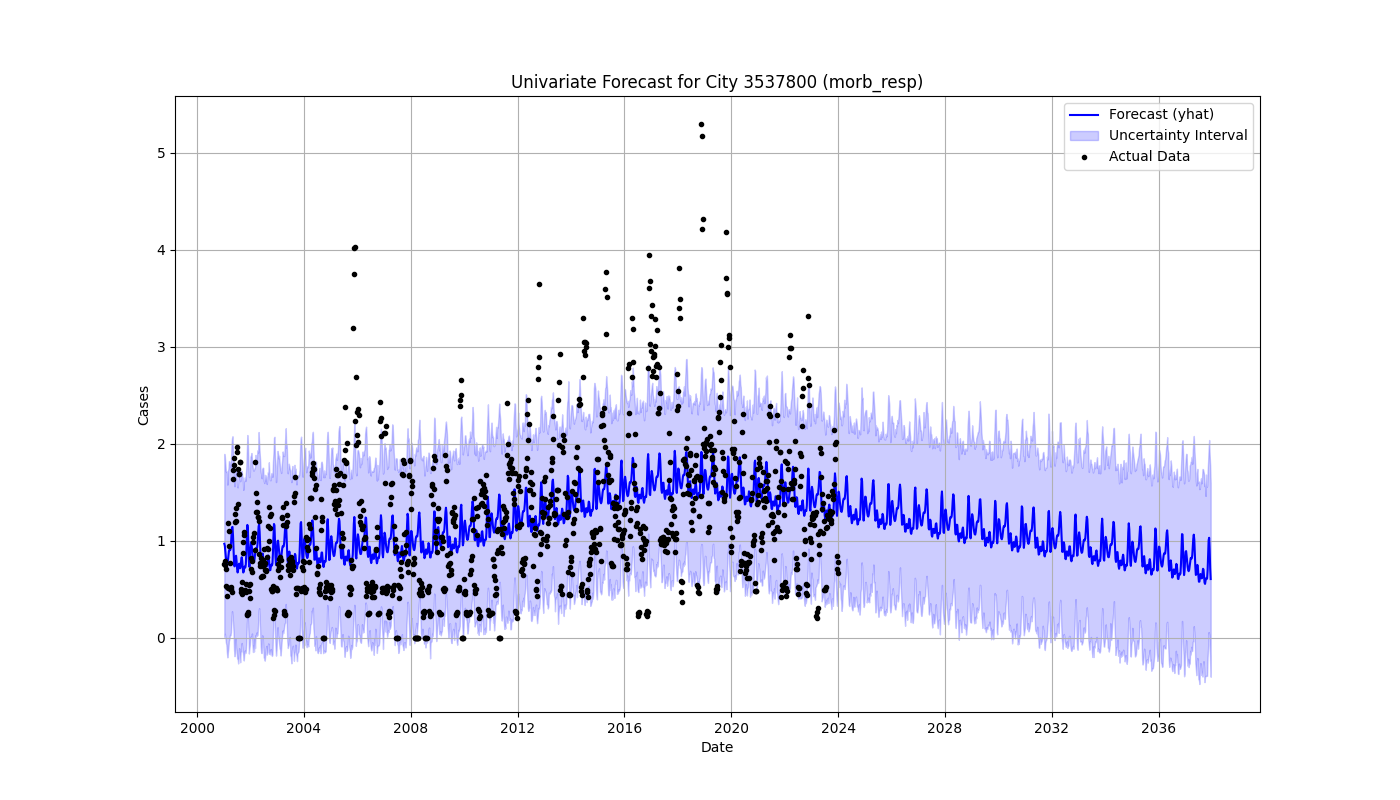 Univariate Forecast for City 3537800 (morb_resp)
Forecast (yhat)
Uncertainty Interval
Actual Data
Cases
5
4
3
2
1
0
2000 2004 2008 2012 2016 2020 2024 2028 2032 2036
Date